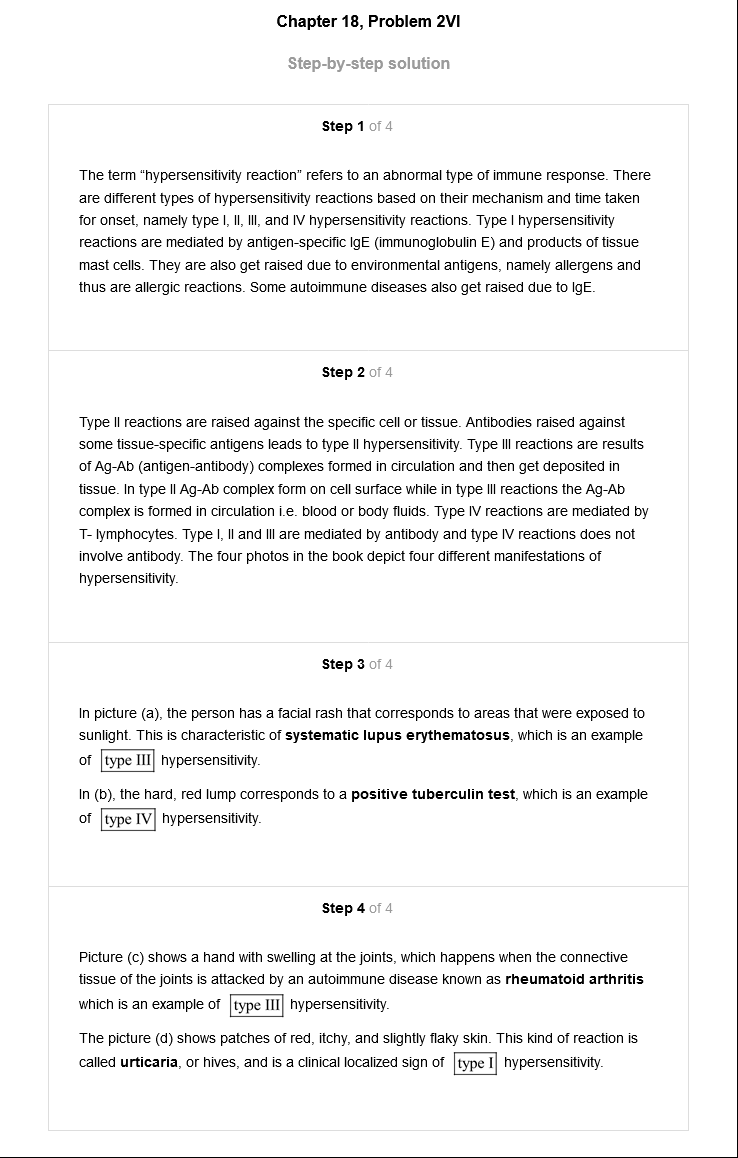 Chapter 18, Problem 2VI
Step-by-step solution
Step 1 of 4
The term “hypersensitivity reaction” refers to an abnormal type of immune response. There
are different types of hypersensitivity reactions based on their mechanism and time taken
for onset, namely type I, II, III, and IV hypersensitivity reactions. Type I hypersensitivity
reactions are mediated by antigen-specific IgE (immunoglobulin E) and products of tissue
mast cells. They are also get raised due to environmental antigens, namely allergens and
thus are allergic reactions. Some autoimmune diseases also get raised due to IgE.
Step 2 of 4
Type II reactions are raised against the specific cell or tissue. Antibodies raised against
some tissue-specific antigens leads to type II hypersensitivity. Type III reactions are results
of Ag-Ab (antigen-antibody) complexes formed in circulation and then get deposited in
tissue. In type II Ag-Ab complex form on cell surface while in type III reactions the Ag-Ab
complex is formed in circulation i.e. blood or body fluids. Type IV reactions are mediated by
T- lymphocytes. Type I, II and III are mediated by antibody and type IV reactions does not
involve antibody. The four photos in the book depict four different manifestations of
hypersensitivity.
Step 3 of 4
In picture (a), the person has a facial rash that corresponds to areas that were exposed to
sunlight. This is characteristic of systematic lupus erythematosus, which is an example
of type III hypersensitivity.
In (b), the hard, red lump corresponds to a positive tuberculin test, which is an example
of type IV hypersensitivity.
Step 4 of 4
Picture (c) shows a hand with swelling at the joints, which happens when the connective
tissue of the joints is attacked by an autoimmune disease known as rheumatoid arthritis
which is an example of type III hypersensitivity.
The picture (d) shows patches of red, itchy, and slightly flaky skin. This kind of reaction is
called urticaria, or hives, and is a clinical localized sign of type I hypersensitivity.